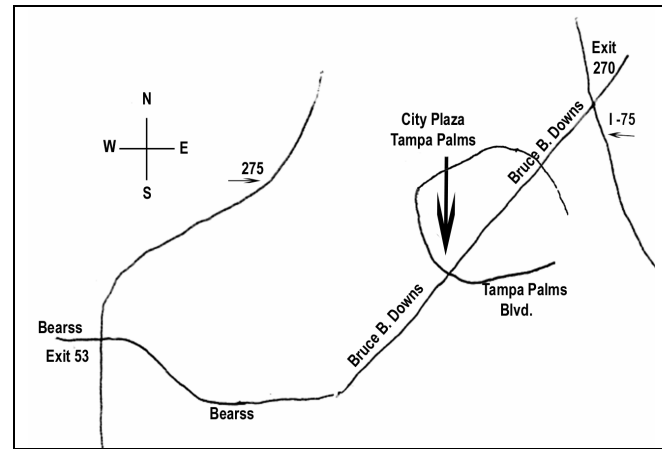 Exit
270
I -75
City Plaza
Tampa Palms
Bruce B. Downs
N
W
E
S
275
Tampa Palms
Blvd.
Bruce B. Downs
Bearss
Exit 53
Bearss